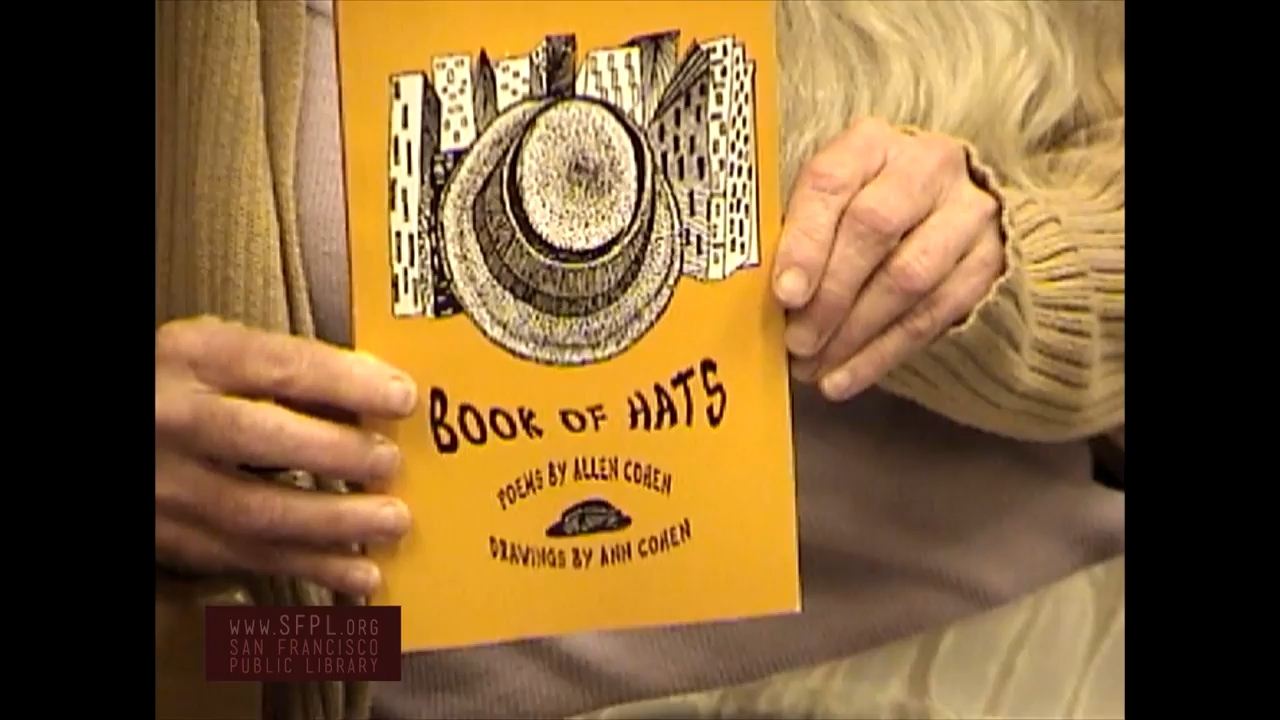 BOOK OF HATS
POEMS BY ALLEN COHEN
DRAWINGS BY ANN COHEN
WWW.SFPL.ORG
SAN FRANCISCO
PUBLIC LIBRARY